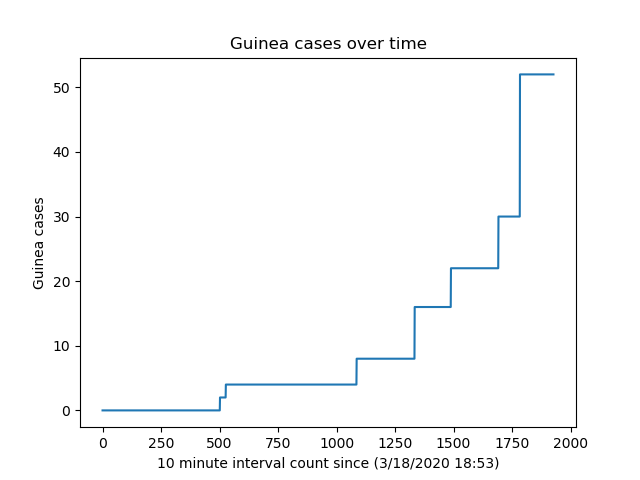 Guinea cases over time
50
40
30
20
10
0
Guinea cases
0 250 500 750 1000 1250 1500 1750 2000
10 minute interval count since (3/18/2020 18:53)